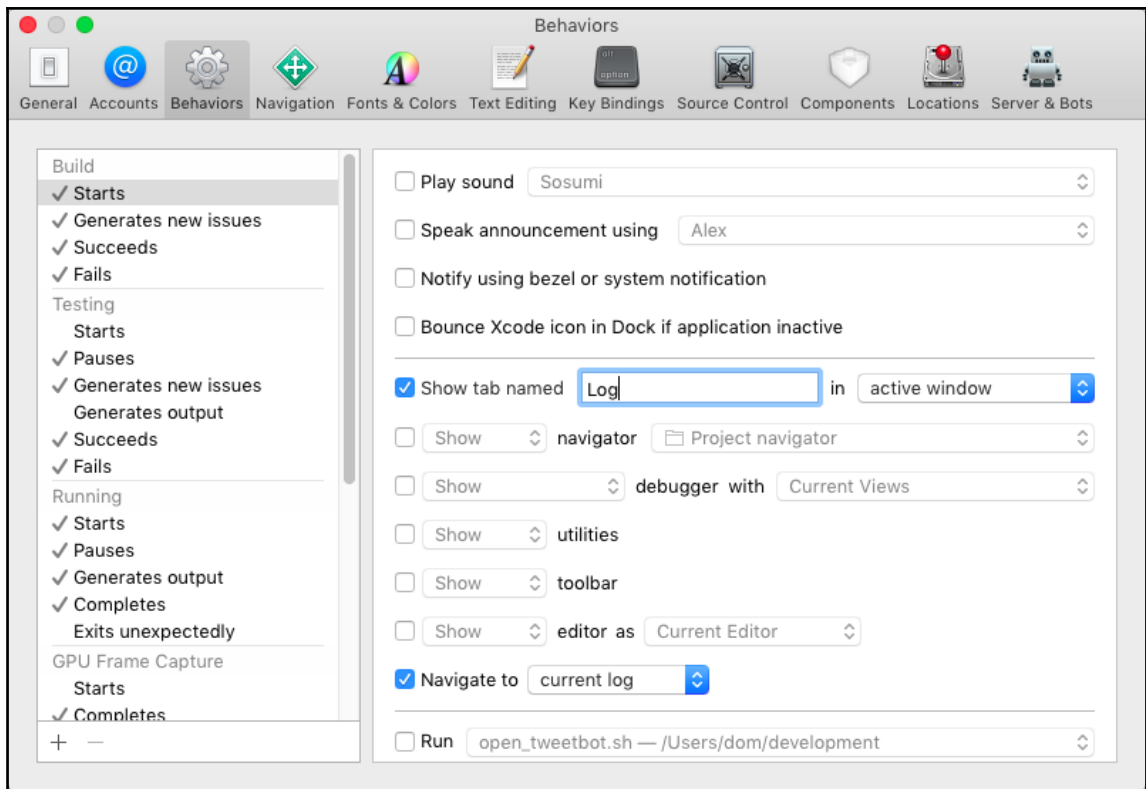 Behaviors
alt
option
General Accounts Behaviors Navigation Fonts & Colors Text Editing Key Bindings Source Control Components Locations Server & Bots
Build
Starts
Generates new issues
Succeeds
Fails
Testing
Starts
Pauses
Generates new issues
Generates output
Succeeds
Fails
Running
Starts
Pauses
Generates output
Completes
Exits unexpectedly
GPU Frame Capture
Starts
Completes
Play sound Sosumi
Speak announcement using Alex
Notify using bezel or system notification
Bounce Xcode icon in Dock if application inactive
Show tab named Log in active window
Show navigator Project navigator
Show debugger with Current Views
Show utilities
Show toolbar
Show editor as Current Editor
Navigate to current log
Run open_tweetbot.sh — /Users/dom/development